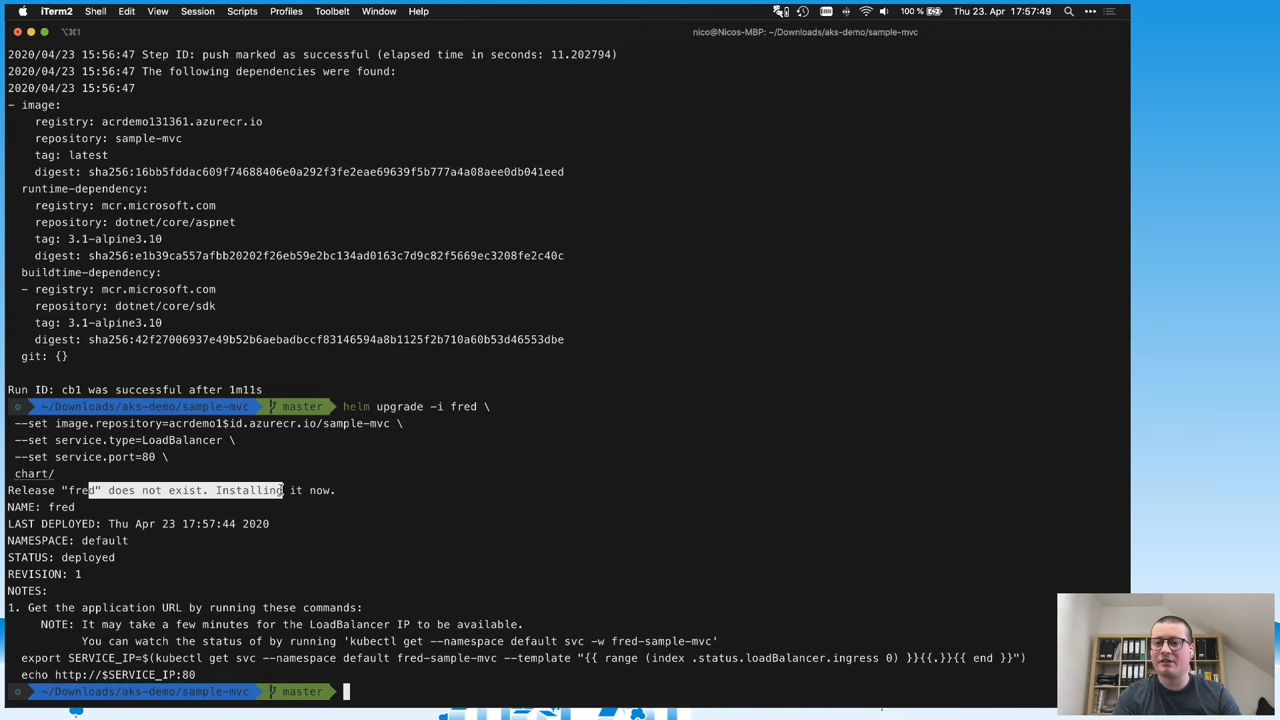 iTerm2 Shell Edit View Session Scripts Profiles Toolbelt Window Help 100 % Thu 23. Apr 17:57:49
⌥⌘1 nico@Nicos-MBP: ~/Downloads/aks-demo/sample-mvc
2020/04/23 15:56:47 Step ID: push marked as successful (elapsed time in seconds: 11.202794)
2020/04/23 15:56:47 The following dependencies were found:
2020/04/23 15:56:47
- image:
registry: acrdemo131361.azurecr.io
repository: sample-mvc
tag: latest
digest: sha256:16bb5fddac609f74688406e0a292f3fe2eae69639f5b777a4a08aee0db041eed
runtime-dependency:
registry: mcr.microsoft.com
repository: dotnet/core/aspnet
tag: 3.1-alpine3.10
digest: sha256:e1b39ca557afbb20202f26eb59e2bc134ad0163c7d9c82f5669ec3208fe2c40c
buildtime-dependency:
- registry: mcr.microsoft.com
repository: dotnet/core/sdk
tag: 3.1-alpine3.10
digest: sha256:42f27006937e49b52b6aebadbccf83146594a8b1125f2b710a60b53d46553dbe
git: {}
Run ID: cb1 was successful after 1m11s
~/Downloads/aks-demo/sample-mvc master helm upgrade -i fred \
--set image.repository=acrdemo1$id.azurecr.io/sample-mvc \
--set service.type=LoadBalancer \
--set service.port=80 \
chart/
Release "fred" does not exist. Installing it now.
NAME: fred
LAST DEPLOYED: Thu Apr 23 17:57:44 2020
NAMESPACE: default
STATUS: deployed
REVISION: 1
NOTES:
1. Get the application URL by running these commands:
NOTE: It may take a few minutes for the LoadBalancer IP to be available.
You can watch the status of by running 'kubectl get --namespace default svc -w fred-sample-mvc'
export SERVICE_IP=$(kubectl get svc --namespace default fred-sample-mvc --template "{{ range (index .status.loadBalancer.ingress 0) }}{{.}}{{ end }}")
echo http://$SERVICE_IP:80
~/Downloads/aks-demo/sample-mvc master